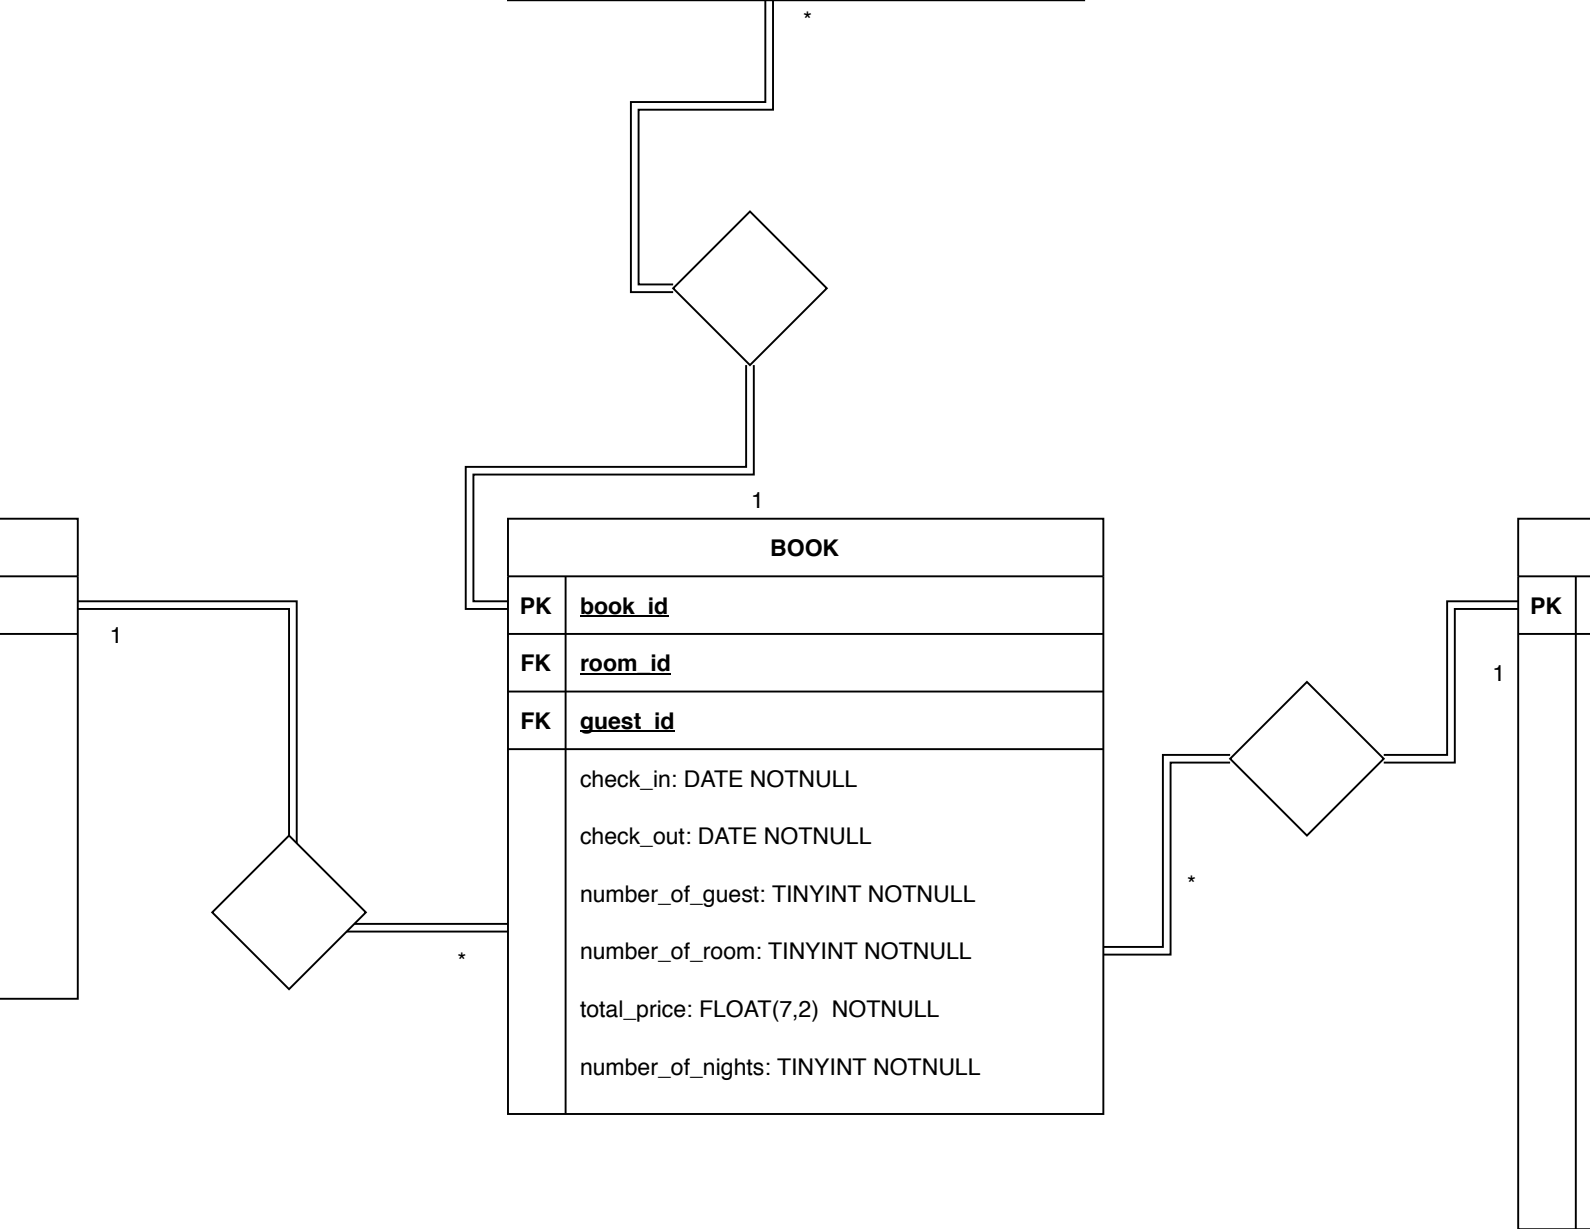 *
1
BOOK
PK book_id
FK room_id
FK guest_id
check_in: DATE NOTNULL
check_out: DATE NOTNULL
number_of_guest: TINYINT NOTNULL
number_of_room: TINYINT NOTNULL
total_price: FLOAT(7,2)  NOTNULL
number_of_nights: TINYINT NOTNULL
1
*
PK
1
*